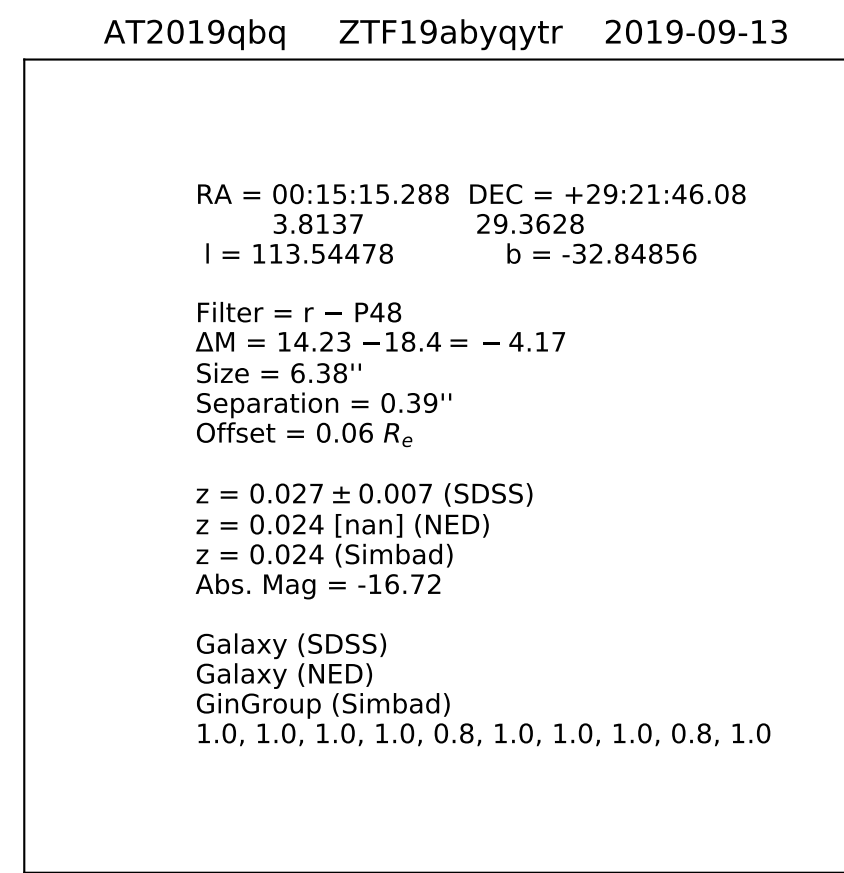 AT2019qbq ZTF19abyqytr 2019-09-13
RA = 00:15:15.288 DEC = +29:21:46.08
3.8137 29.3628
l = 113.54478 b = -32.84856
Filter = r − P48
ΔM = 14.23 −18.4 = − 4.17
Size = 6.38''
Separation = 0.39''
Offset = 0.06 Re
z = 0.027 ± 0.007 (SDSS)
z = 0.024 [nan] (NED)
z = 0.024 (Simbad)
Abs. Mag = -16.72
Galaxy (SDSS)
Galaxy (NED)
GinGroup (Simbad)
1.0, 1.0, 1.0, 1.0, 0.8, 1.0, 1.0, 1.0, 0.8, 1.0